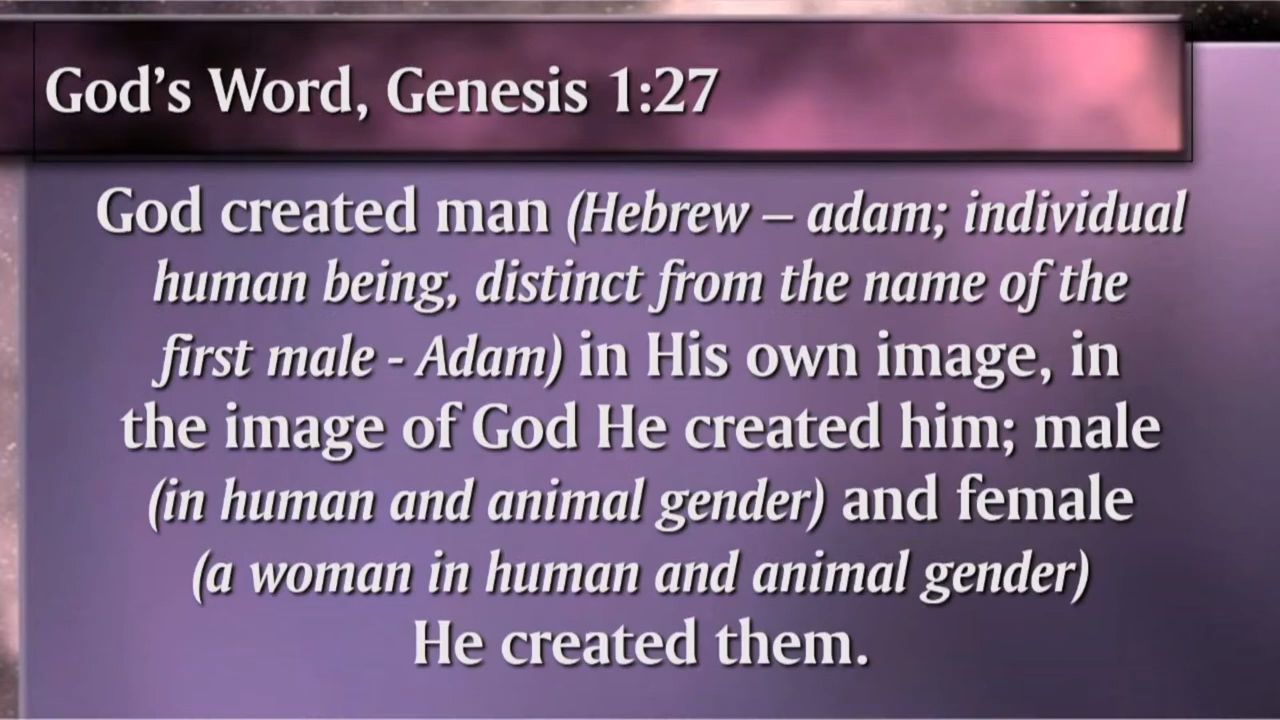 God’s Word, Genesis 1:27
God created man (Hebrew – adam; individual
human being, distinct from the name of the
first male - Adam) in His own image, in
the image of God He created him; male
(in human and animal gender) and female
(a woman in human and animal gender)
He created them.